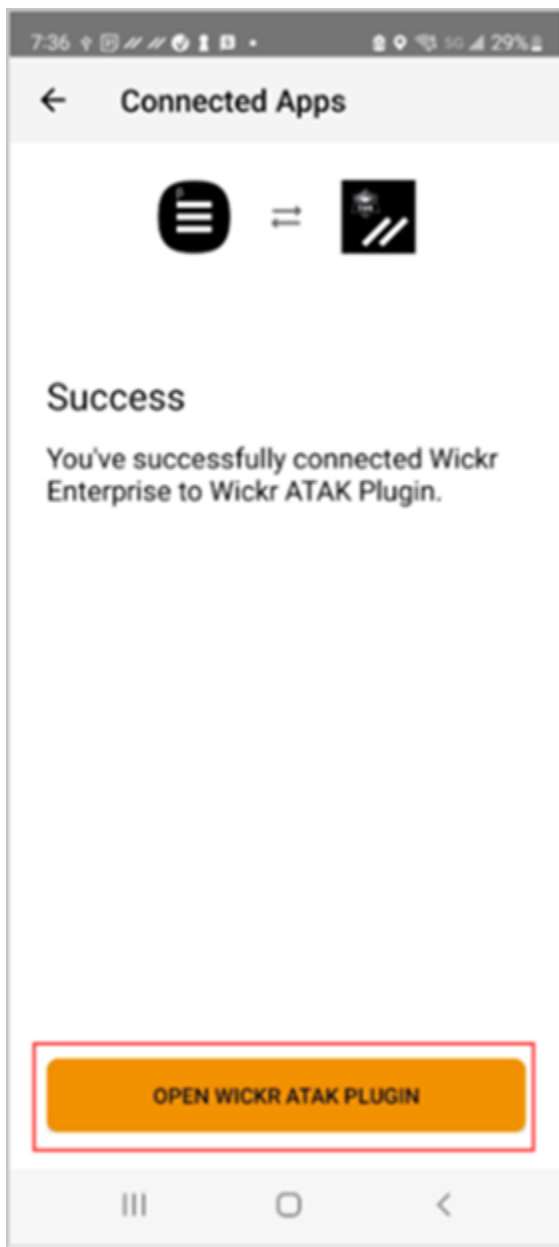 7:36 5G 29%
Connected Apps
Success
You've successfully connected Wickr
Enterprise to Wickr ATAK Plugin.
OPEN WICKR ATAK PLUGIN